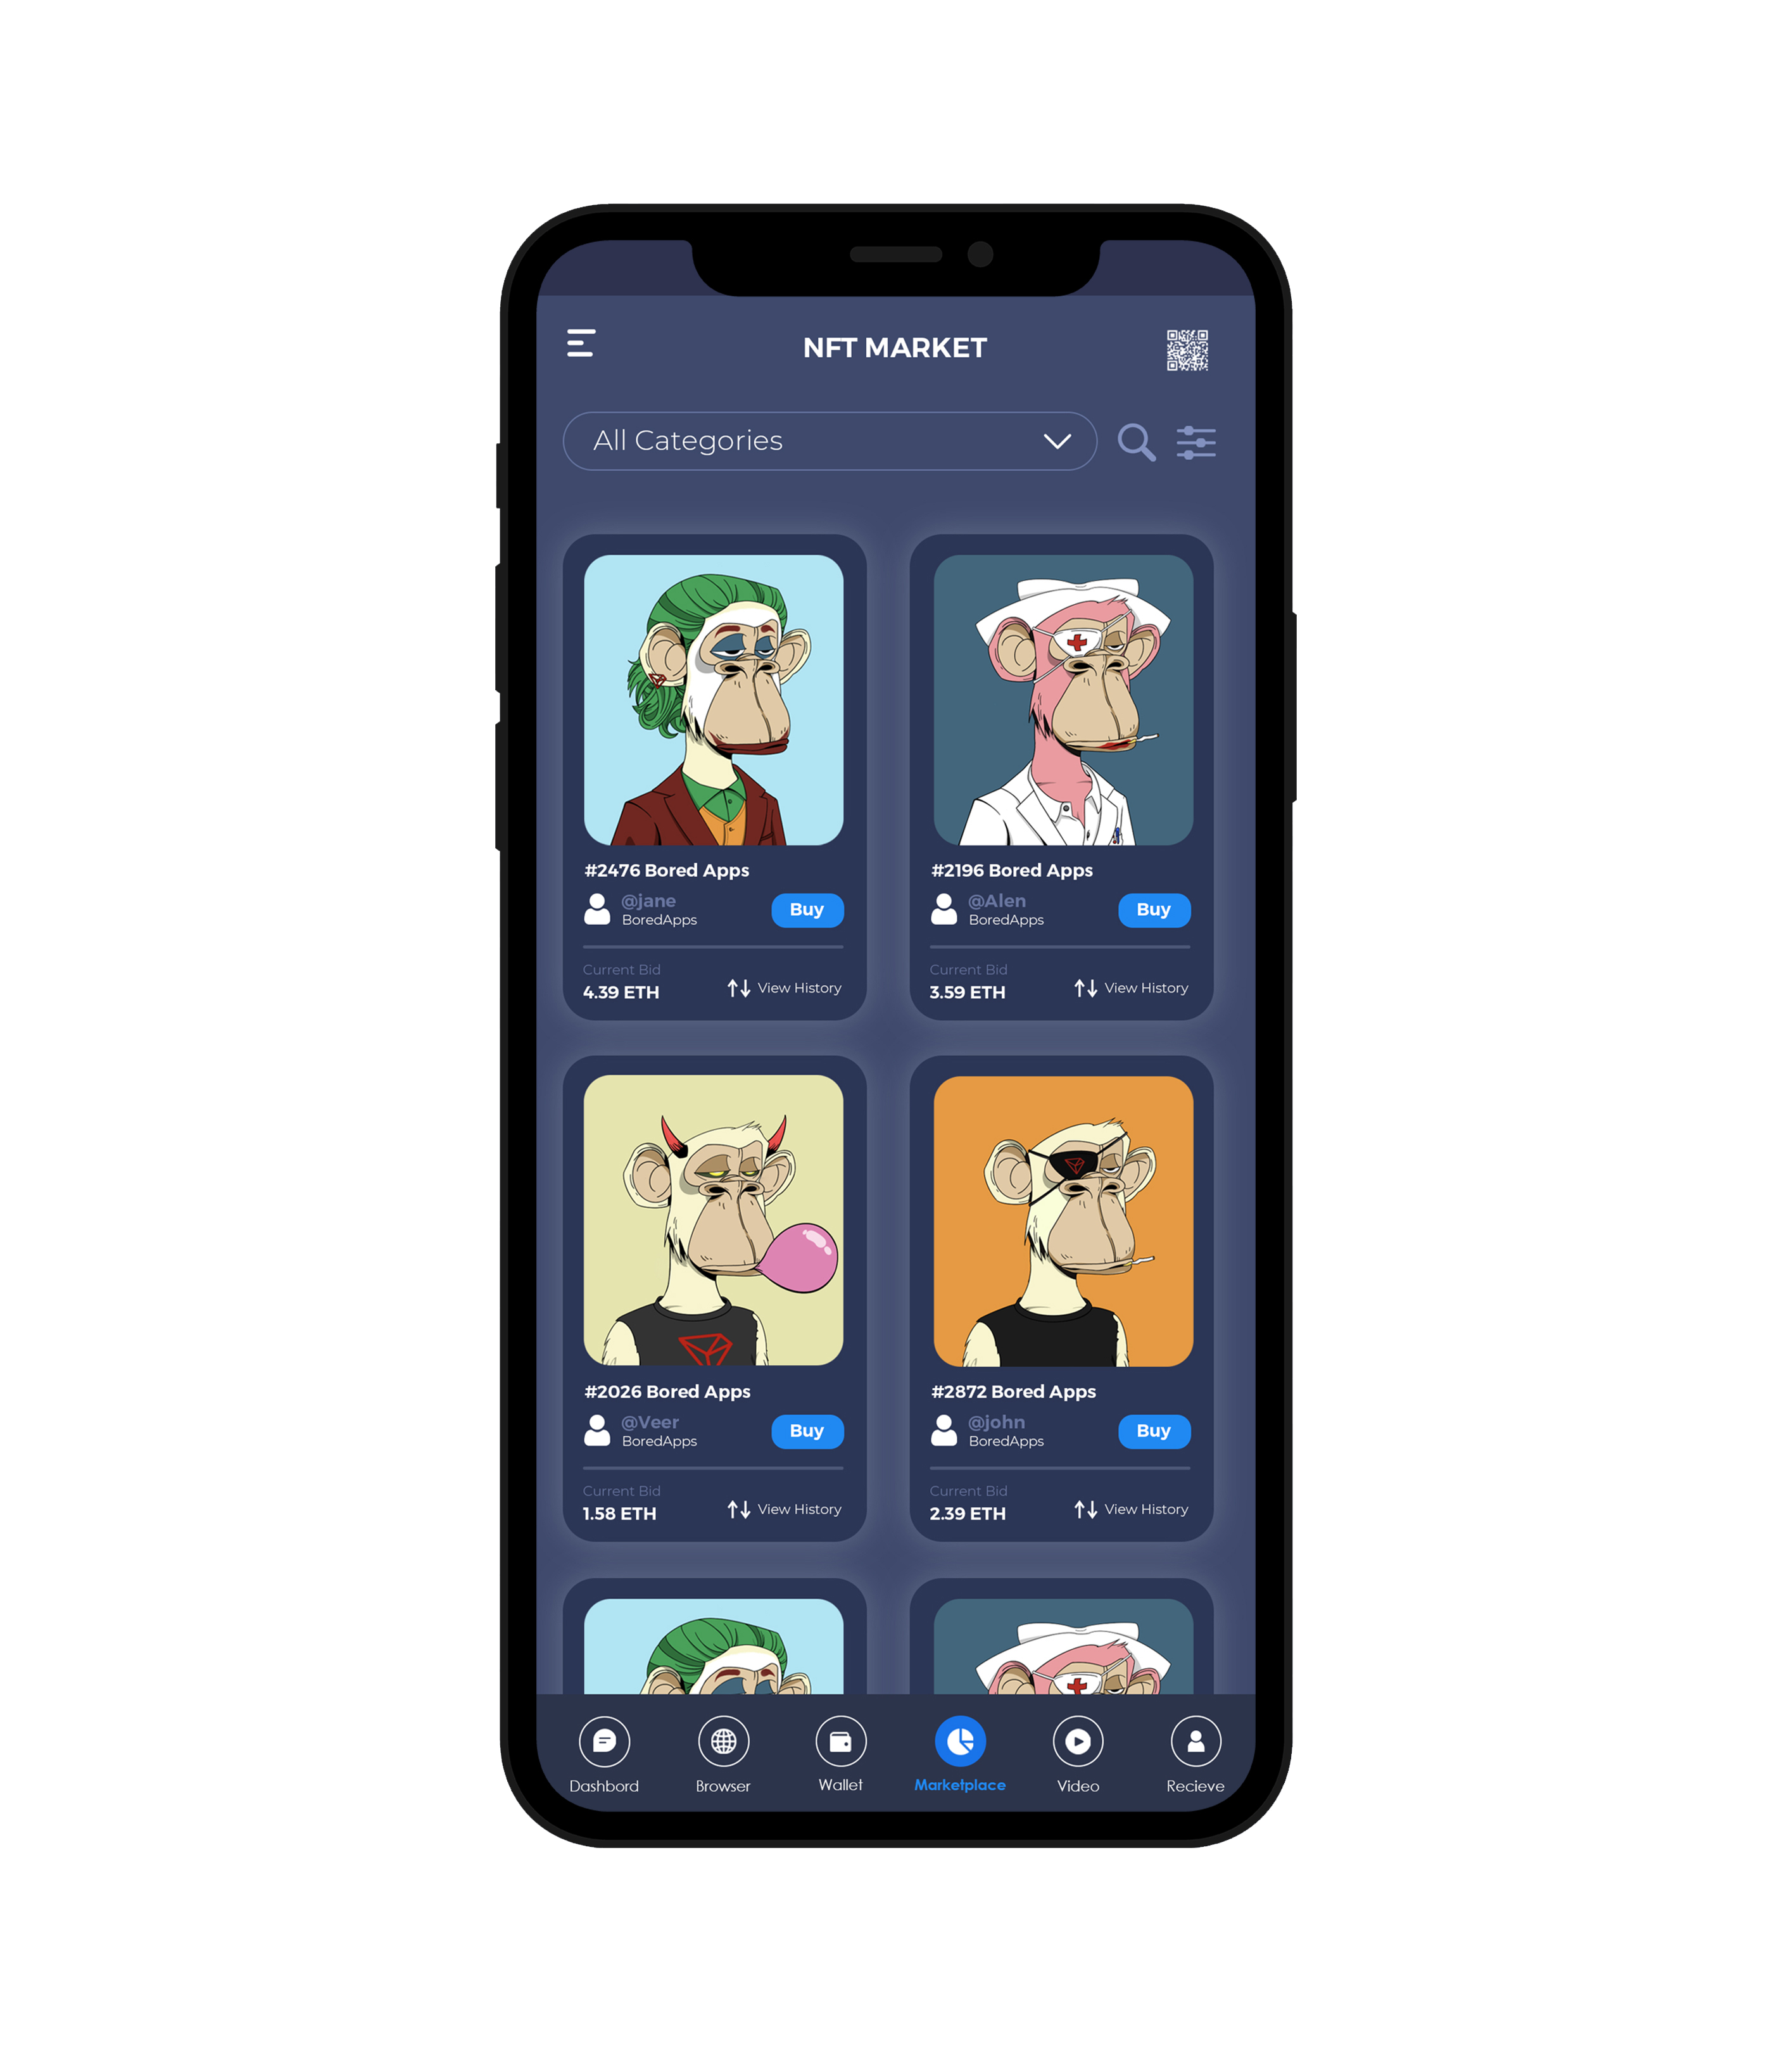 NFT MARKET
All Categories
#2476 Bored Apps
@jane
BoredApps
Buy
Current Bid
4.39 ETH
View History
#2196 Bored Apps
@Alen
BoredApps
Buy
Current Bid
3.59 ETH
View History
#2026 Bored Apps
@Veer
BoredApps
Buy
Current Bid
1.58 ETH
View History
#2872 Bored Apps
@john
BoredApps
Buy
Current Bid
2.39 ETH
View History
Dashbord
Browser
Wallet
Marketplace
Video
Recieve